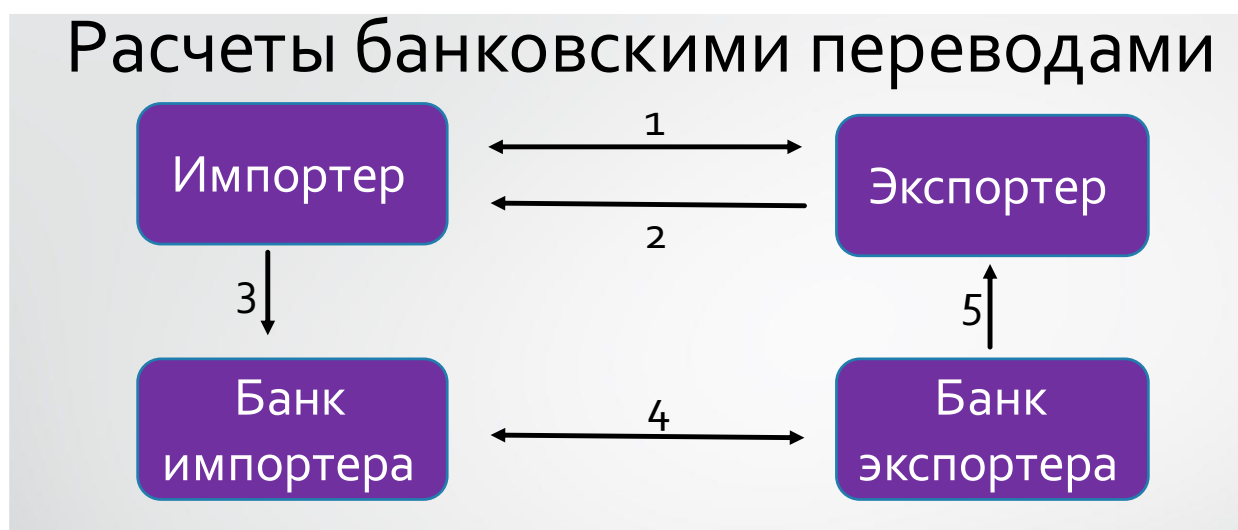 Расчеты банковскими переводами
Импортер
1
Экспортер
2
3
5
Банк
импортера
4
Банк
экспортера